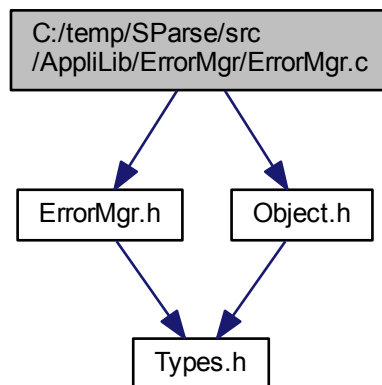 C:/temp/SParse/src
/AppliLib/ErrorMgr/ErrorMgr.c
ErrorMgr.h
Object.h
Types.h